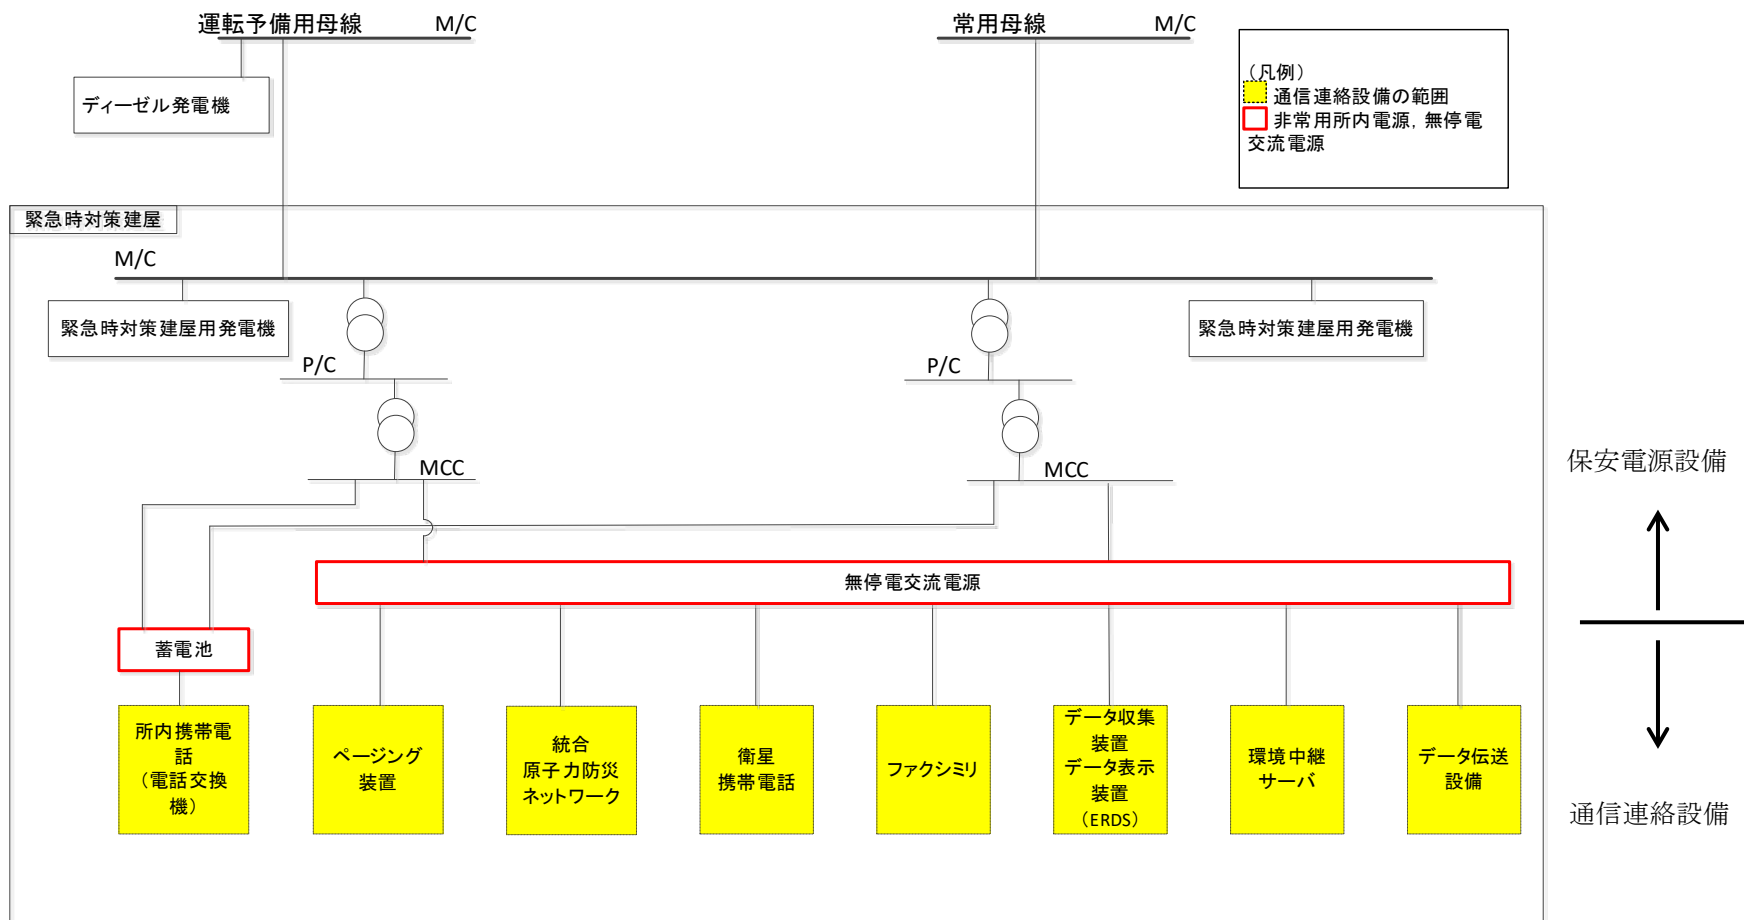 運転予備用母線 M/C
常用母線 M/C
ディーゼル発電機
（凡例）
通信連絡設備の範囲
非常用所内電源，無停電
交流電源
緊急時対策建屋
M/C
緊急時対策建屋用発電機
緊急時対策建屋用発電機
P/C
P/C
MCC
MCC
保安電源設備
無停電交流電源
蓄電池
所内携帯電
話
（電話交換
機）
ページング
装置
統合
原子力防災
ネットワーク
衛星
携帯電話
ファクシミリ
データ収集
装置
データ表示
装置
（ERDS）
環境中継
サーバ
データ伝送
設備
通信連絡設備